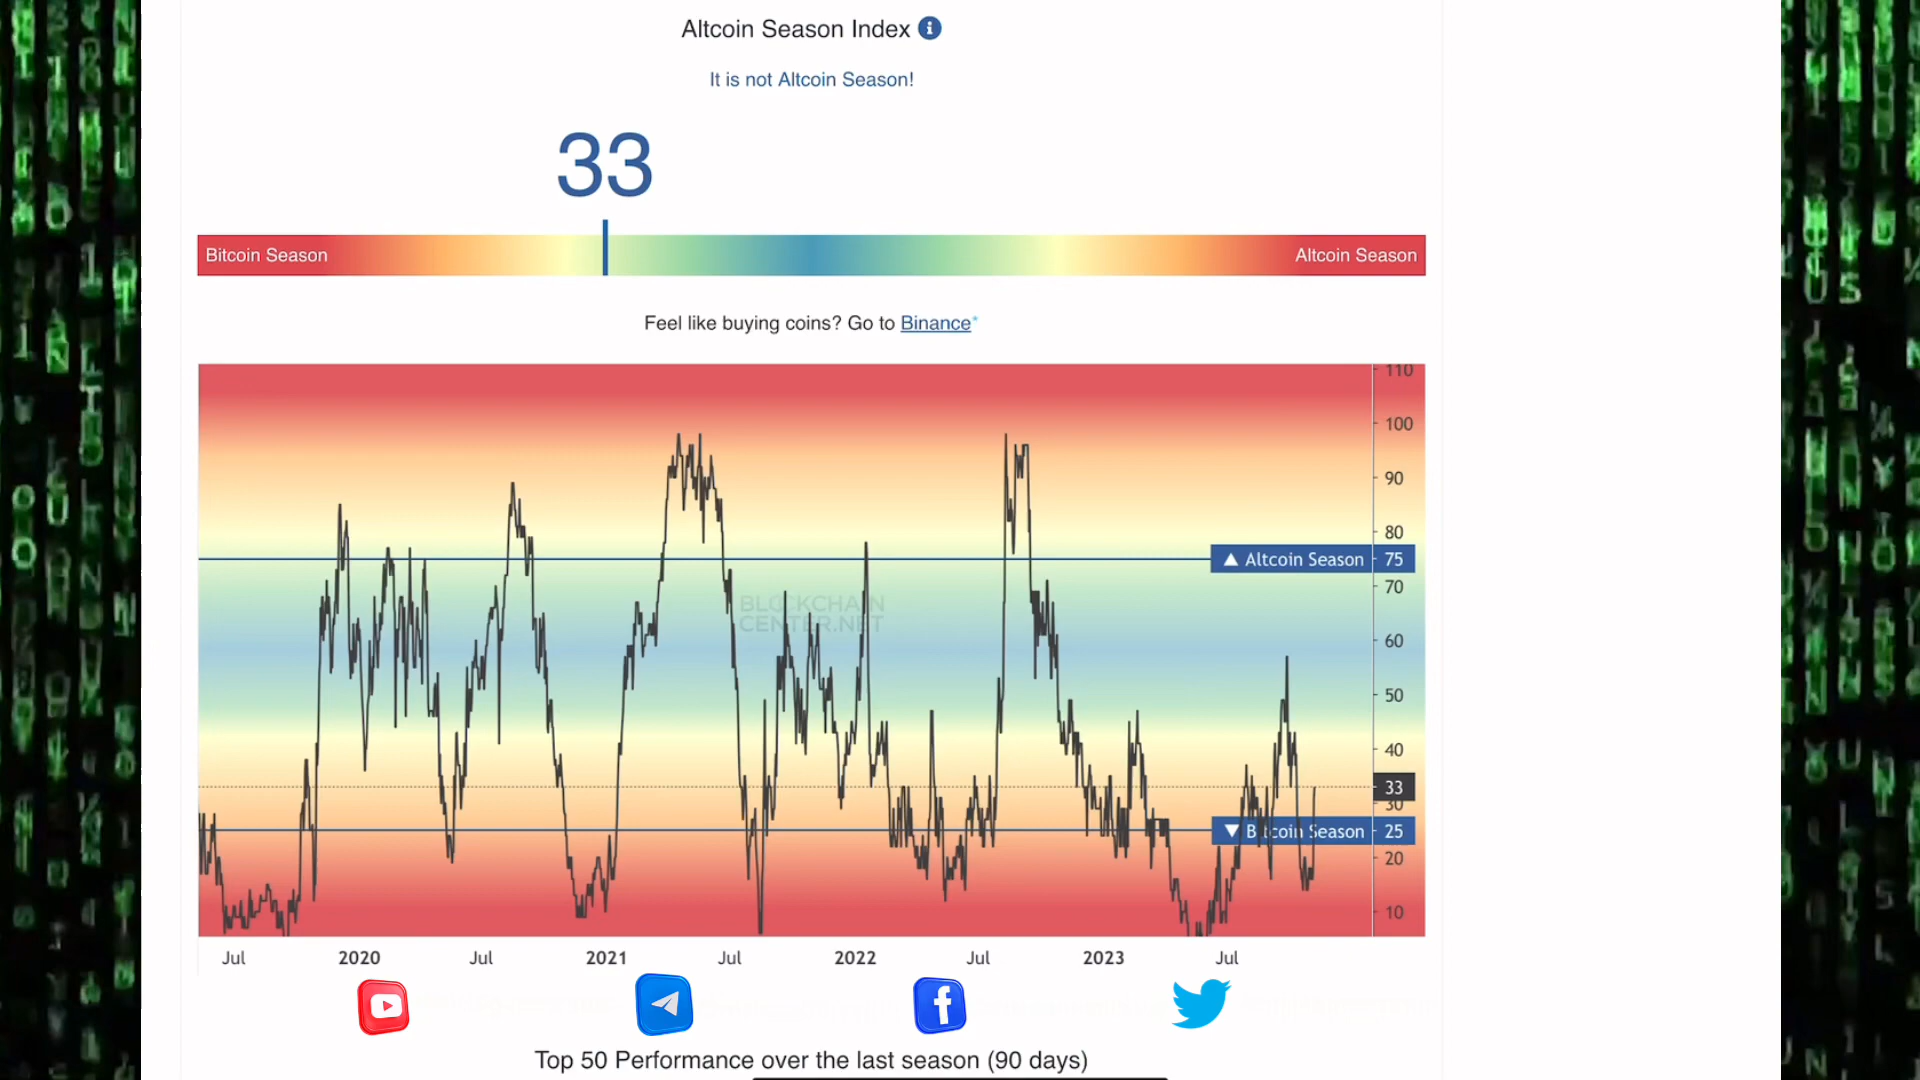 Altcoin Season Index
It is not Altcoin Season!
33
Bitcoin Season
Altcoin Season
Feel like buying coins? Go to Binance*
110
100
90
80
▲ Altcoin Season 75
70
BLOCKCHAIN
CENTER.NET
60
50
40
33
30
▼ Bitcoin Season 25
20
10
Jul 2020 Jul 2021 Jul 2022 Jul 2023 Jul
Top 50 Performance over the last season (90 days)